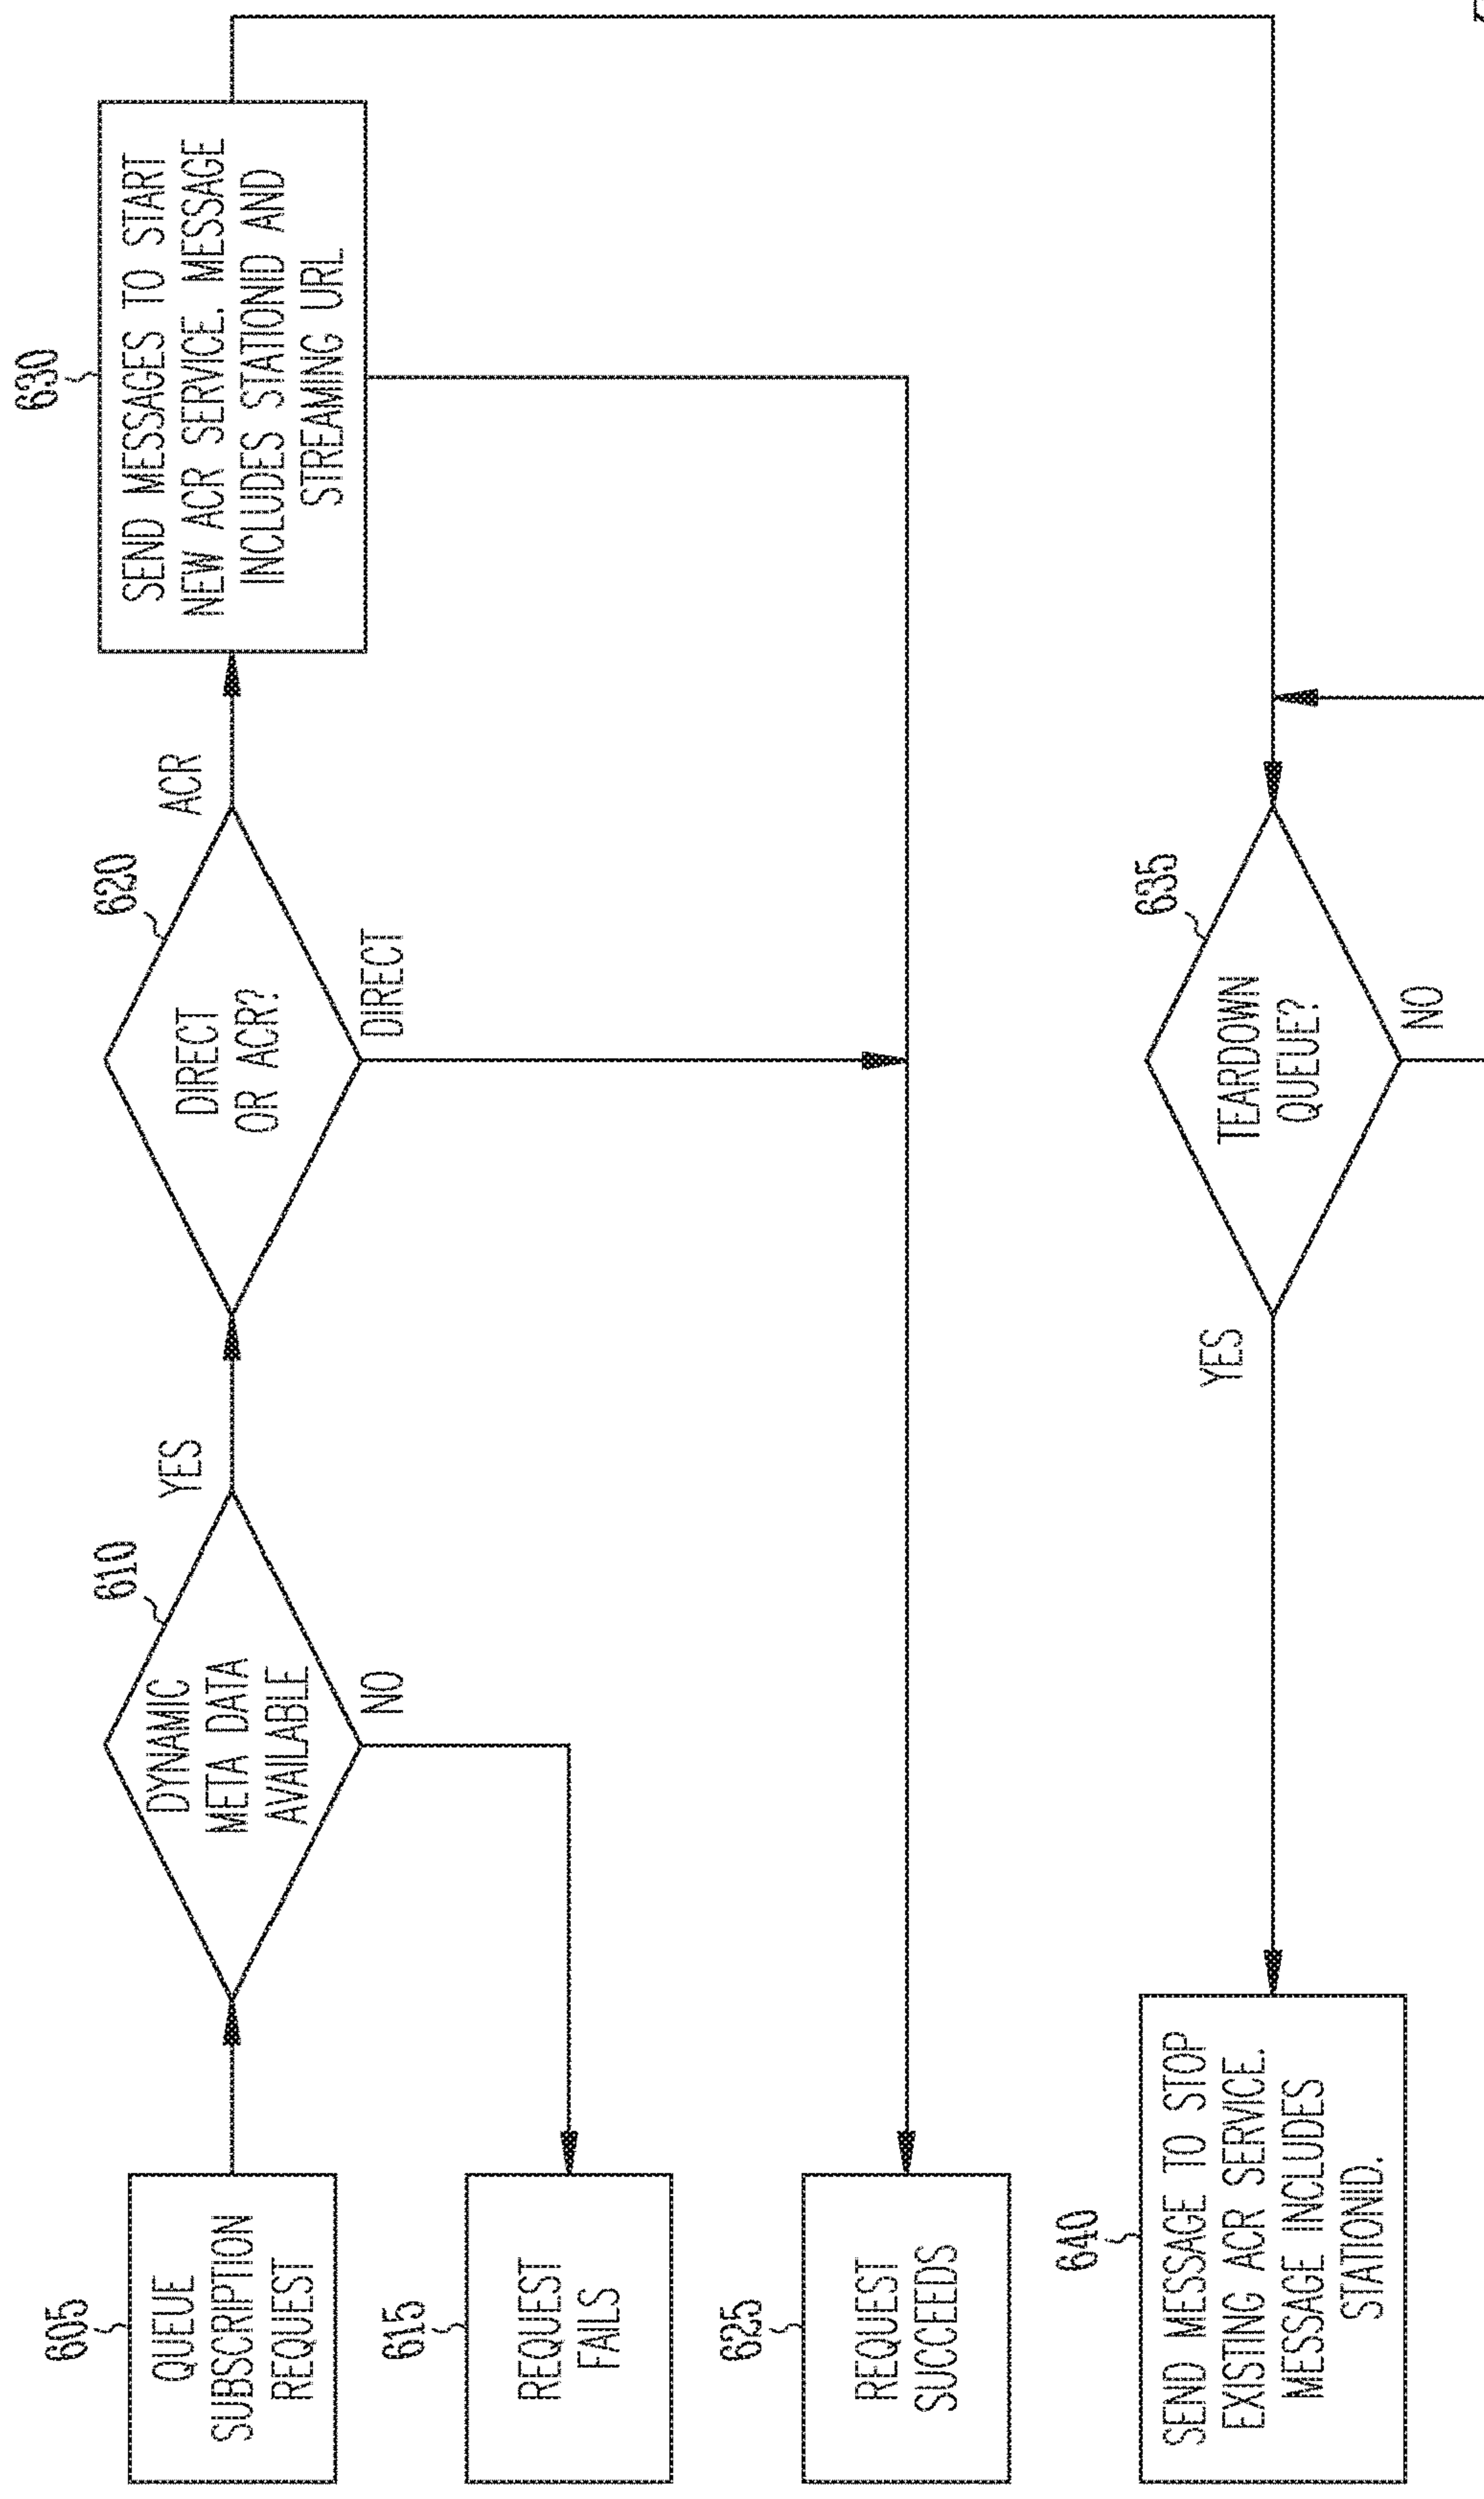 605
QUEUE
SUBSCRIPTION
REQUEST
610
DYNAMIC
META DATA
AVAILABLE
YES
NO
620
DIRECT
OR ACR?
ACR
DIRECT
630
SEND MESSAGES TO START
NEW ACR SERVICE. MESSAGE
INCLUDES STATIONID AND
STREAMING URL
615
REQUEST
FAILS
625
REQUEST
SUCCEEDS
635
TEARDOWN
QUEUE?
YES
NO
640
SEND MESSAGE TO STOP
EXISTING ACR SERVICE.
MESSAGE INCLUDES
STATIONID.